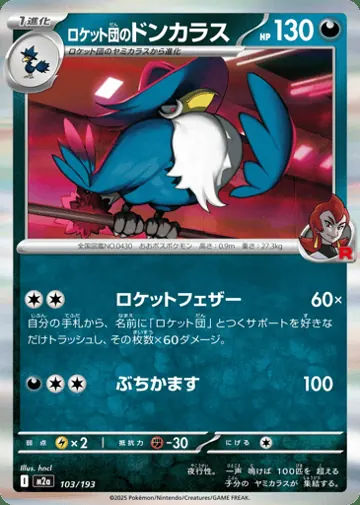 1進化
ロケット団のドンカラス
HP 130
ロケット団のヤミカラスから進化
全国図鑑NO.0430 おおボスポケモン 高さ:0.9m 重さ:27.3kg
R
ロケットフェザー 60×
自分の手札から、名前に「ロケット団」とつくサポートを好きな
だけトラッシュし、その枚数×60ダメージ。
ぶちかます 100
弱点 ×2 抵抗力 -30 にげる
Illus. hncl
I M2a 103/193
夜行性。一声 鳴けば 100匹を 超える
ヤミカラスが 集結する。
©2025 Pokémon/Nintendo/Creatures/GAME FREAK.